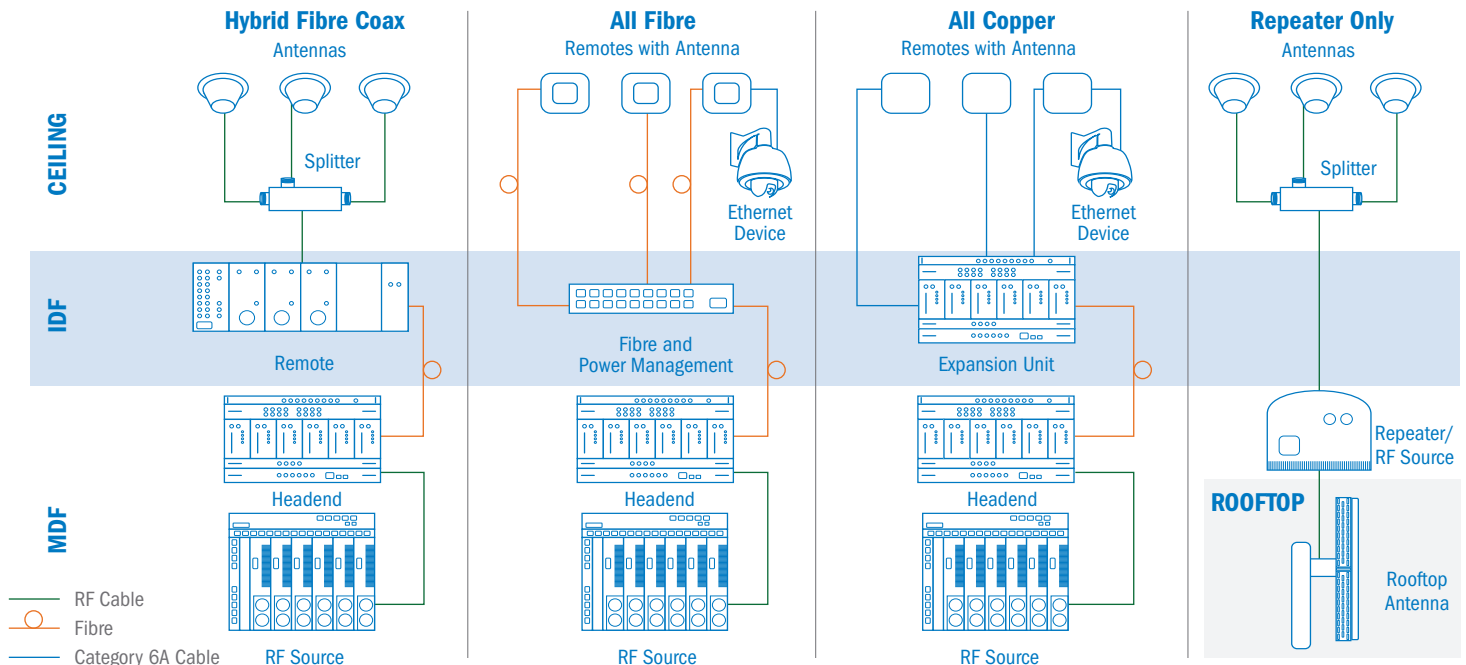 Hybrid Fibre Coax
Antennas
Splitter
Remote
Headend
RF Source
All Fibre
Remotes with Antenna
Ethernet
Device
Fibre and
Power Management
Headend
RF Source
All Copper
Remotes with Antenna
Ethernet
Device
Expansion Unit
Headend
RF Source
Repeater Only
Antennas
Splitter
Repeater/
RF Source
ROOFTOP
Rooftop
Antenna
CEILING
IDF
MDF
RF Cable
Fibre
Category 6A Cable